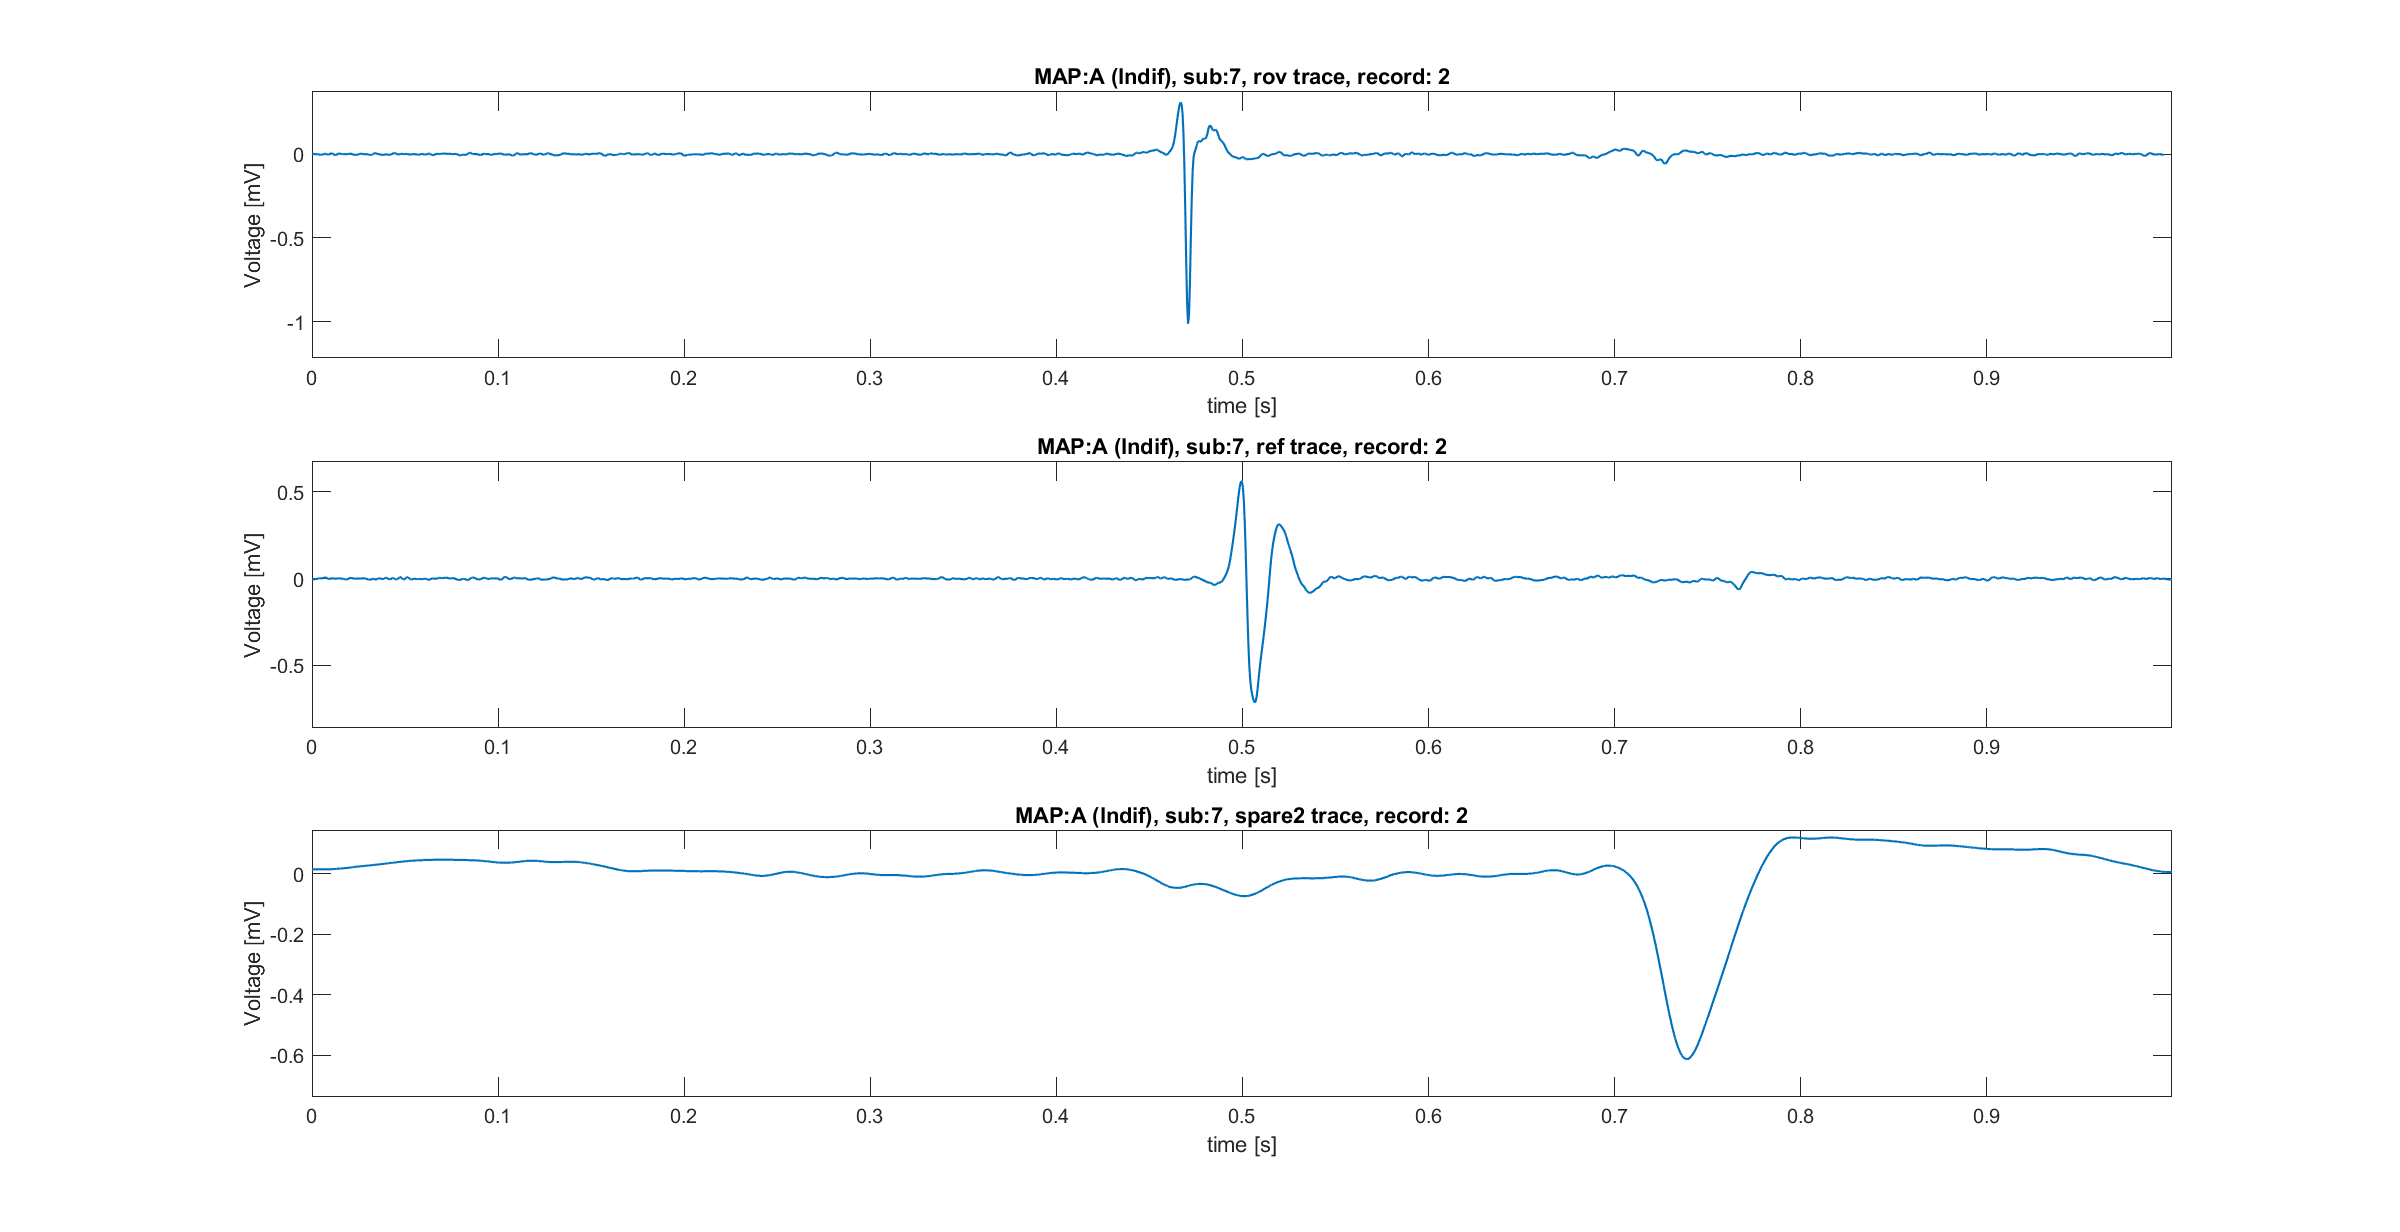 MAP:A (Indif), sub:7, rov trace, record: 2
Voltage [mV]
0
-0.5
-1
0 0.1 0.2 0.3 0.4 0.5 0.6 0.7 0.8 0.9
time [s]
MAP:A (Indif), sub:7, ref trace, record: 2
Voltage [mV]
0.5
0
-0.5
0 0.1 0.2 0.3 0.4 0.5 0.6 0.7 0.8 0.9
time [s]
MAP:A (Indif), sub:7, spare2 trace, record: 2
Voltage [mV]
0
-0.2
-0.4
-0.6
0 0.1 0.2 0.3 0.4 0.5 0.6 0.7 0.8 0.9
time [s]